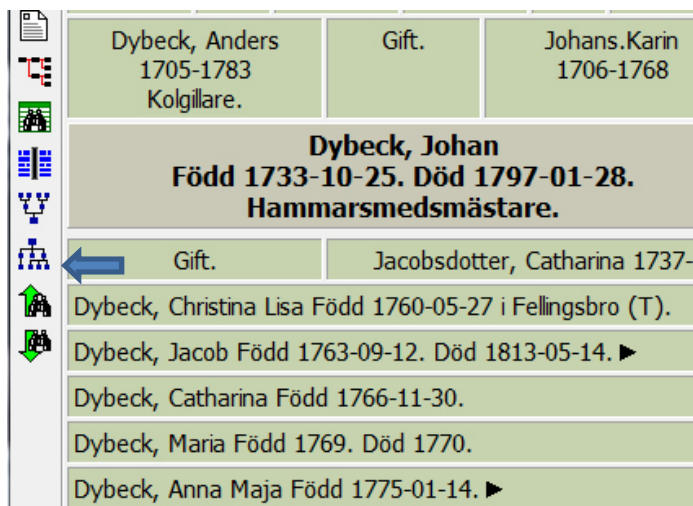 Dybeck, Anders
1705-1783
Kolgillare.
Gift.
Johans.Karin
1706-1768
Dybeck, Johan
Född 1733-10-25. Död 1797-01-28.
Hammarsmedsmästare.
Gift.
Jacobsdotter, Catharina 1737-
Dybeck, Christina Lisa Född 1760-05-27 i Fellingsbro (T).
Dybeck, Jacob Född 1763-09-12. Död 1813-05-14. ►
Dybeck, Catharina Född 1766-11-30.
Dybeck, Maria Född 1769. Död 1770.
Dybeck, Anna Maja Född 1775-01-14. ►